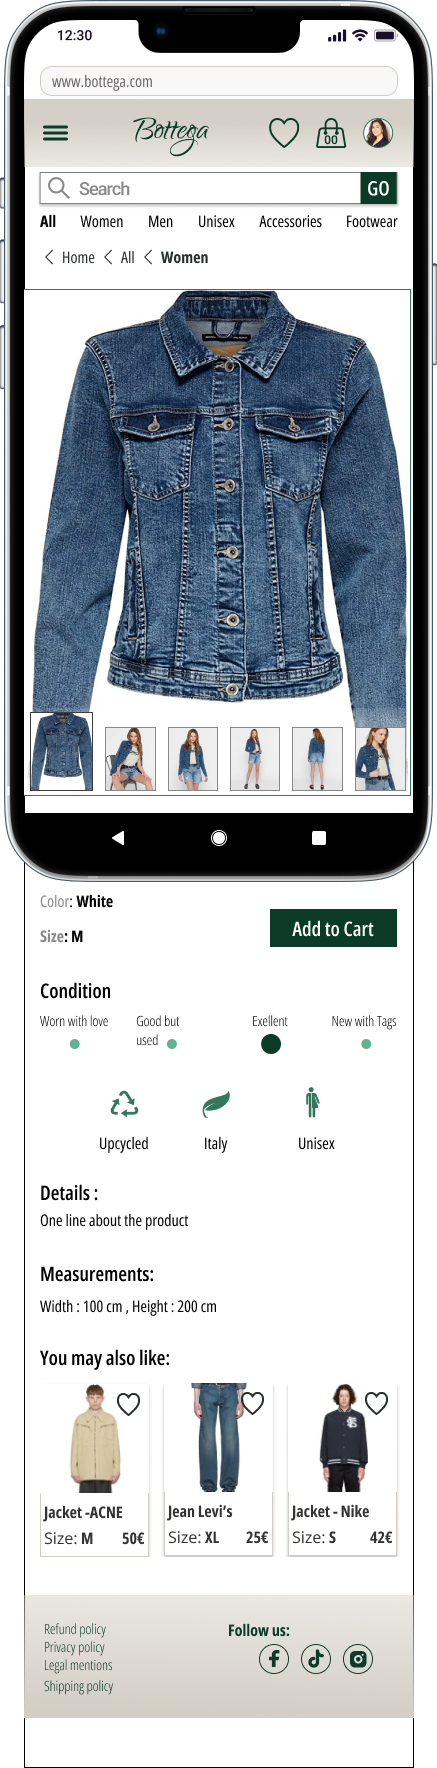 12:30
www.bottega.com
Bottega
00
Search
GO
All Women Men Unisex Accessories Footwear
Home All Women
Color: White
Size: M
Add to Cart
Condition
Worn with love
Good but
used
Exellent
New with Tags
Upcycled
Italy
Unisex
Details :
One line about the product
Measurements:
Width : 100 cm , Height : 200 cm
You may also like:
Jacket -ACNE
Size: M 50€
Jean Levi's
Size: XL 25€
Jacket - Nike
Size: S 42€
Refund policy
Privacy policy
Legal mentions
Shipping policy
Follow us: